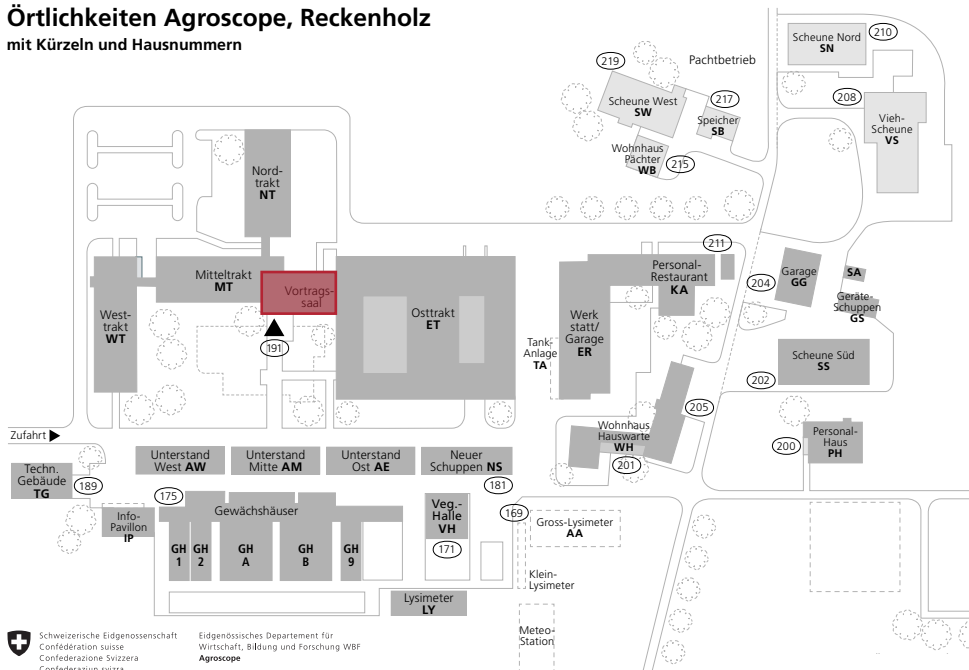 Örtlichkeiten Agroscope, Reckenholz
mit Kürzeln und Hausnummern
219
Pachtbetrieb
Scheune Nord
SN
210
Scheune West
SW
217
Speicher
SB
208
Vieh-
Scheune
VS
Wohnhaus
Pächter
WB
215
Nord-
trakt
NT
Mitteltrakt
MT
Vortrags-
saal
191
West-
trakt
WT
Osttrakt
ET
211
Personal-
Restaurant
KA
Werk
statt/
Garage
ER
Tank-
Anlage
TA
204
Garage
GG
SA
Geräte-
Schuppen
GS
Scheune Süd
SS
202
205
Wohnhaus
Hauswarte
WH
201
200
Personal-
Haus
PH
Zufahrt
Techn.
Gebäude
TG
189
Unterstand
West AW
Unterstand
Mitte AM
Unterstand
Ost AE
Neuer
Schuppen NS
181
175
Gewächshäuser
Info-
Pavillon
IP
GH
1
GH
2
GH
A
GH
B
GH
9
Veg.-
Halle
VH
171
169
Gross-Lysimeter
AA
Klein-
Lysimeter
Lysimeter
LY
Meteo-
Station
Schweizerische Eidgenossenschaft
Confédération suisse
Confederazione Svizzera
Confederaziun svizra
Eidgenössisches Departement für
Wirtschaft, Bildung und Forschung WBF
Agroscope